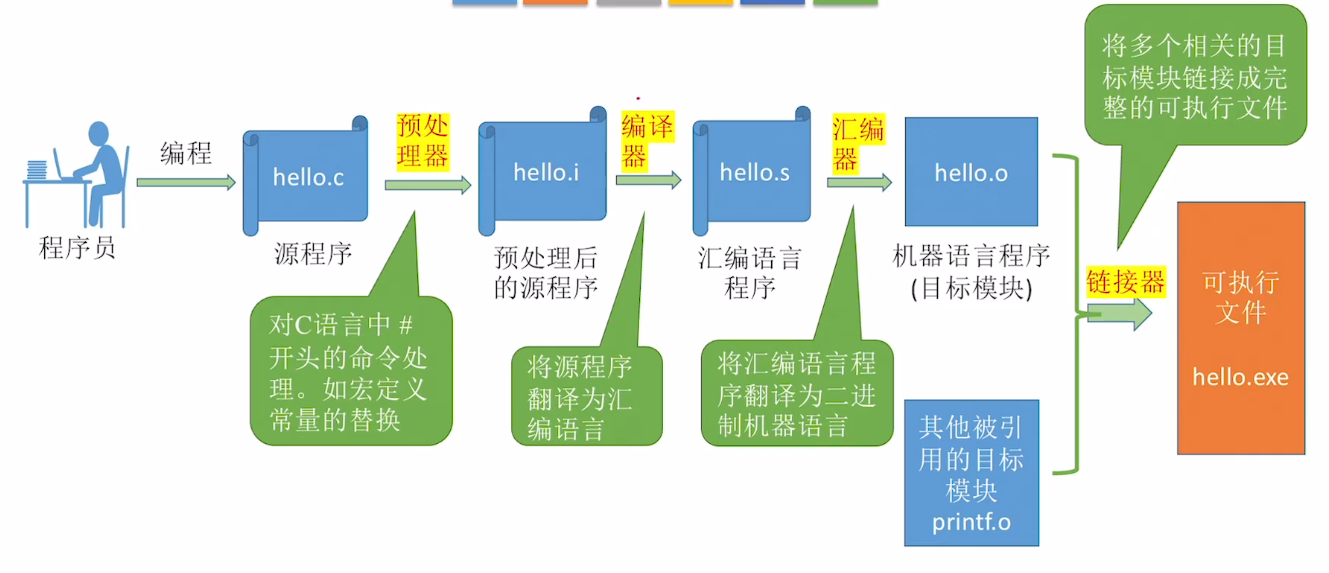 将多个相关的目
标模块链接成完
整的可执行文件
编程
预处
理器
编译
器
汇编
器
hello.c
hello.i
hello.s
hello.o
程序员
源程序
预处理后
的源程序
汇编语言
程序
机器语言程序
(目标模块)
链接器
可执行
文件
hello.exe
对C语言中 #
开头的命令处
理。如宏定义
常量的替换
将源程序
翻译为汇
编语言
将汇编语言程
序翻译为二进
制机器语言
其他被引
用的目标
模块
printf.o